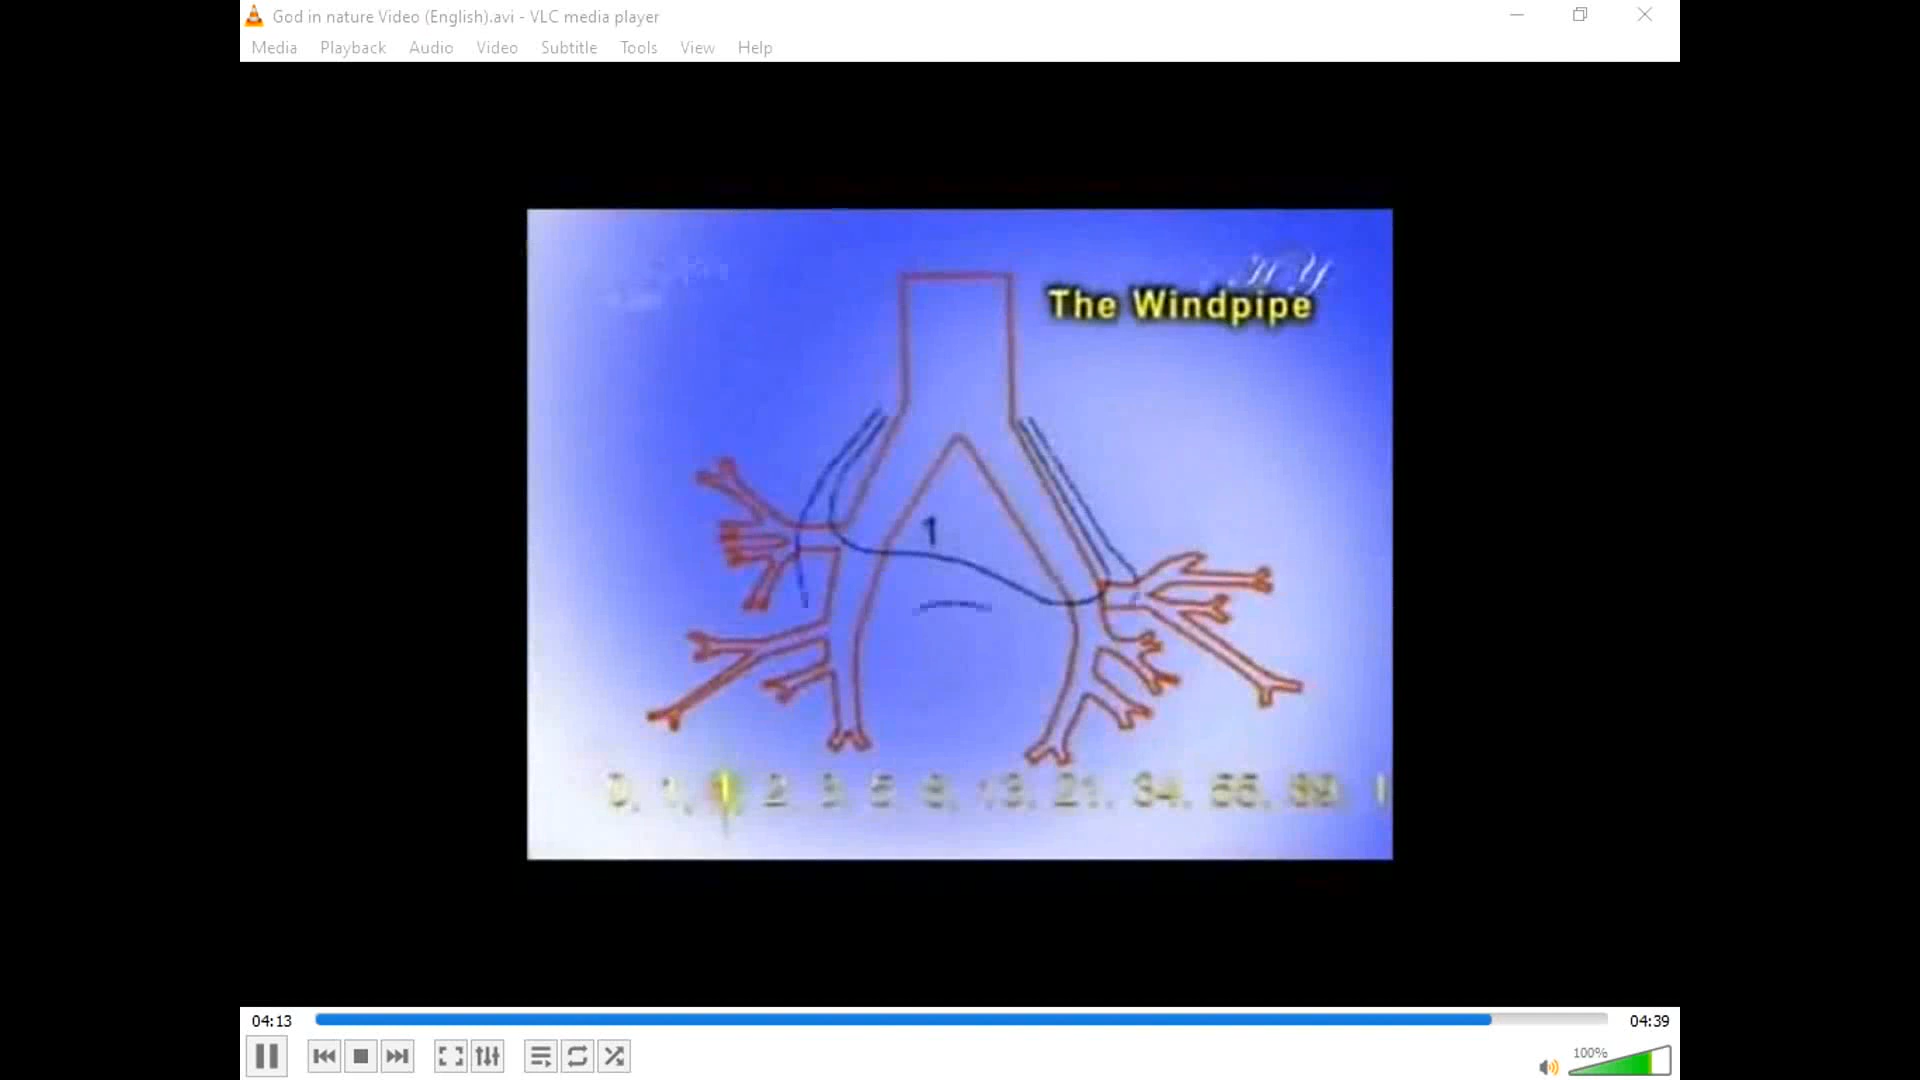 God in nature Video (English).avi - VLC media player
Media Playback Audio Video Subtitle Tools View Help
H Y
The Windpipe
1
0, 1, 1, 2, 3, 5, 8, 13, 21, 34, 55, 89, 1
04:13
04:39
100%